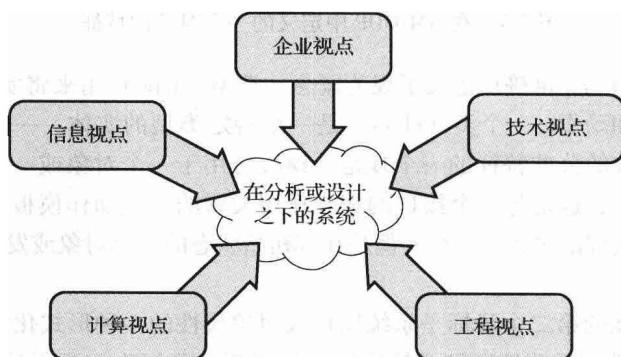 企业视点
信息视点
技术视点
在分析或设计
之下的系统
计算视点
工程视点